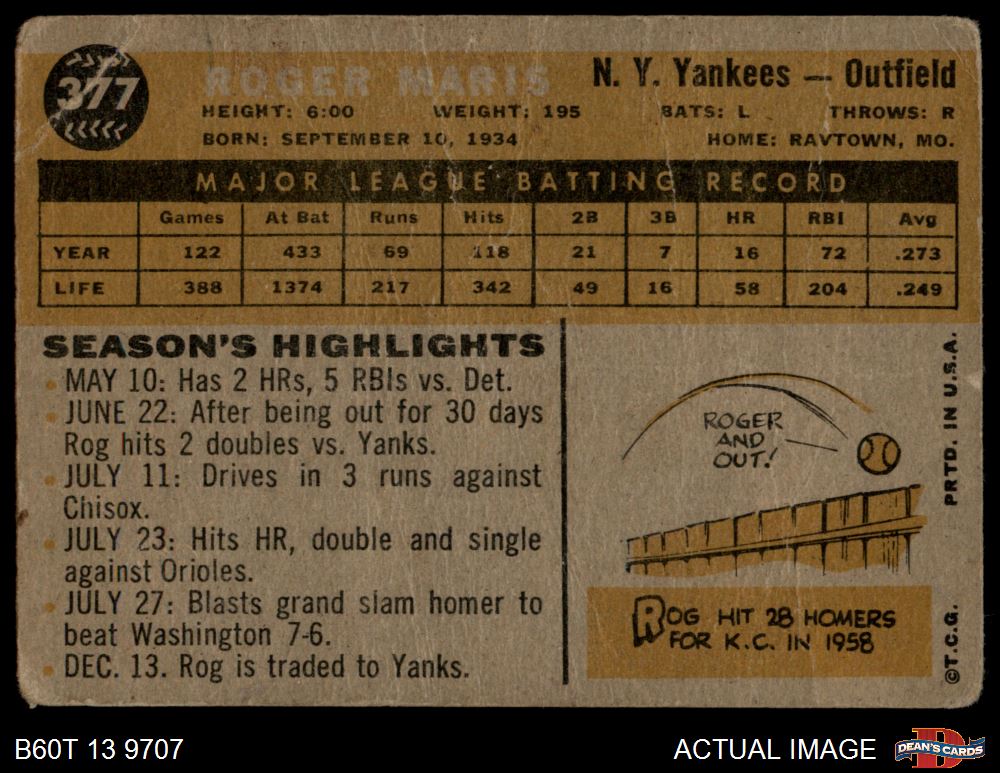 377
ROGER MARIS
N. Y. Yankees — Outfield
HEIGHT: 6:00 WEIGHT: 195 BATS: L THROWS: R
BORN: SEPTEMBER 10, 1934 HOME: RAYTOWN, MO.
MAJOR LEAGUE BATTING RECORD
Games At Bat Runs Hits 2B 3B HR RBI Avg
YEAR 122 433 69 118 21 7 16 72 .273
LIFE 388 1374 217 342 49 16 58 204 .249
SEASON'S HIGHLIGHTS
MAY 10: Has 2 HRs, 5 RBIs vs. Det.
JUNE 22: After being out for 30 days
Rog hits 2 doubles vs. Yanks.
JULY 11: Drives in 3 runs against
Chisox.
JULY 23: Hits HR, double and single
against Orioles.
JULY 27: Blasts grand slam homer to
beat Washington 7-6.
DEC. 13. Rog is traded to Yanks.
ROGER
AND
OUT!
ROG HIT 28 HOMERS
FOR K.C. IN 1958
©T.C.G. PRTD. IN U.S.A.
B60T 13 9707
ACTUAL IMAGE
D
DEAN'S CARDS